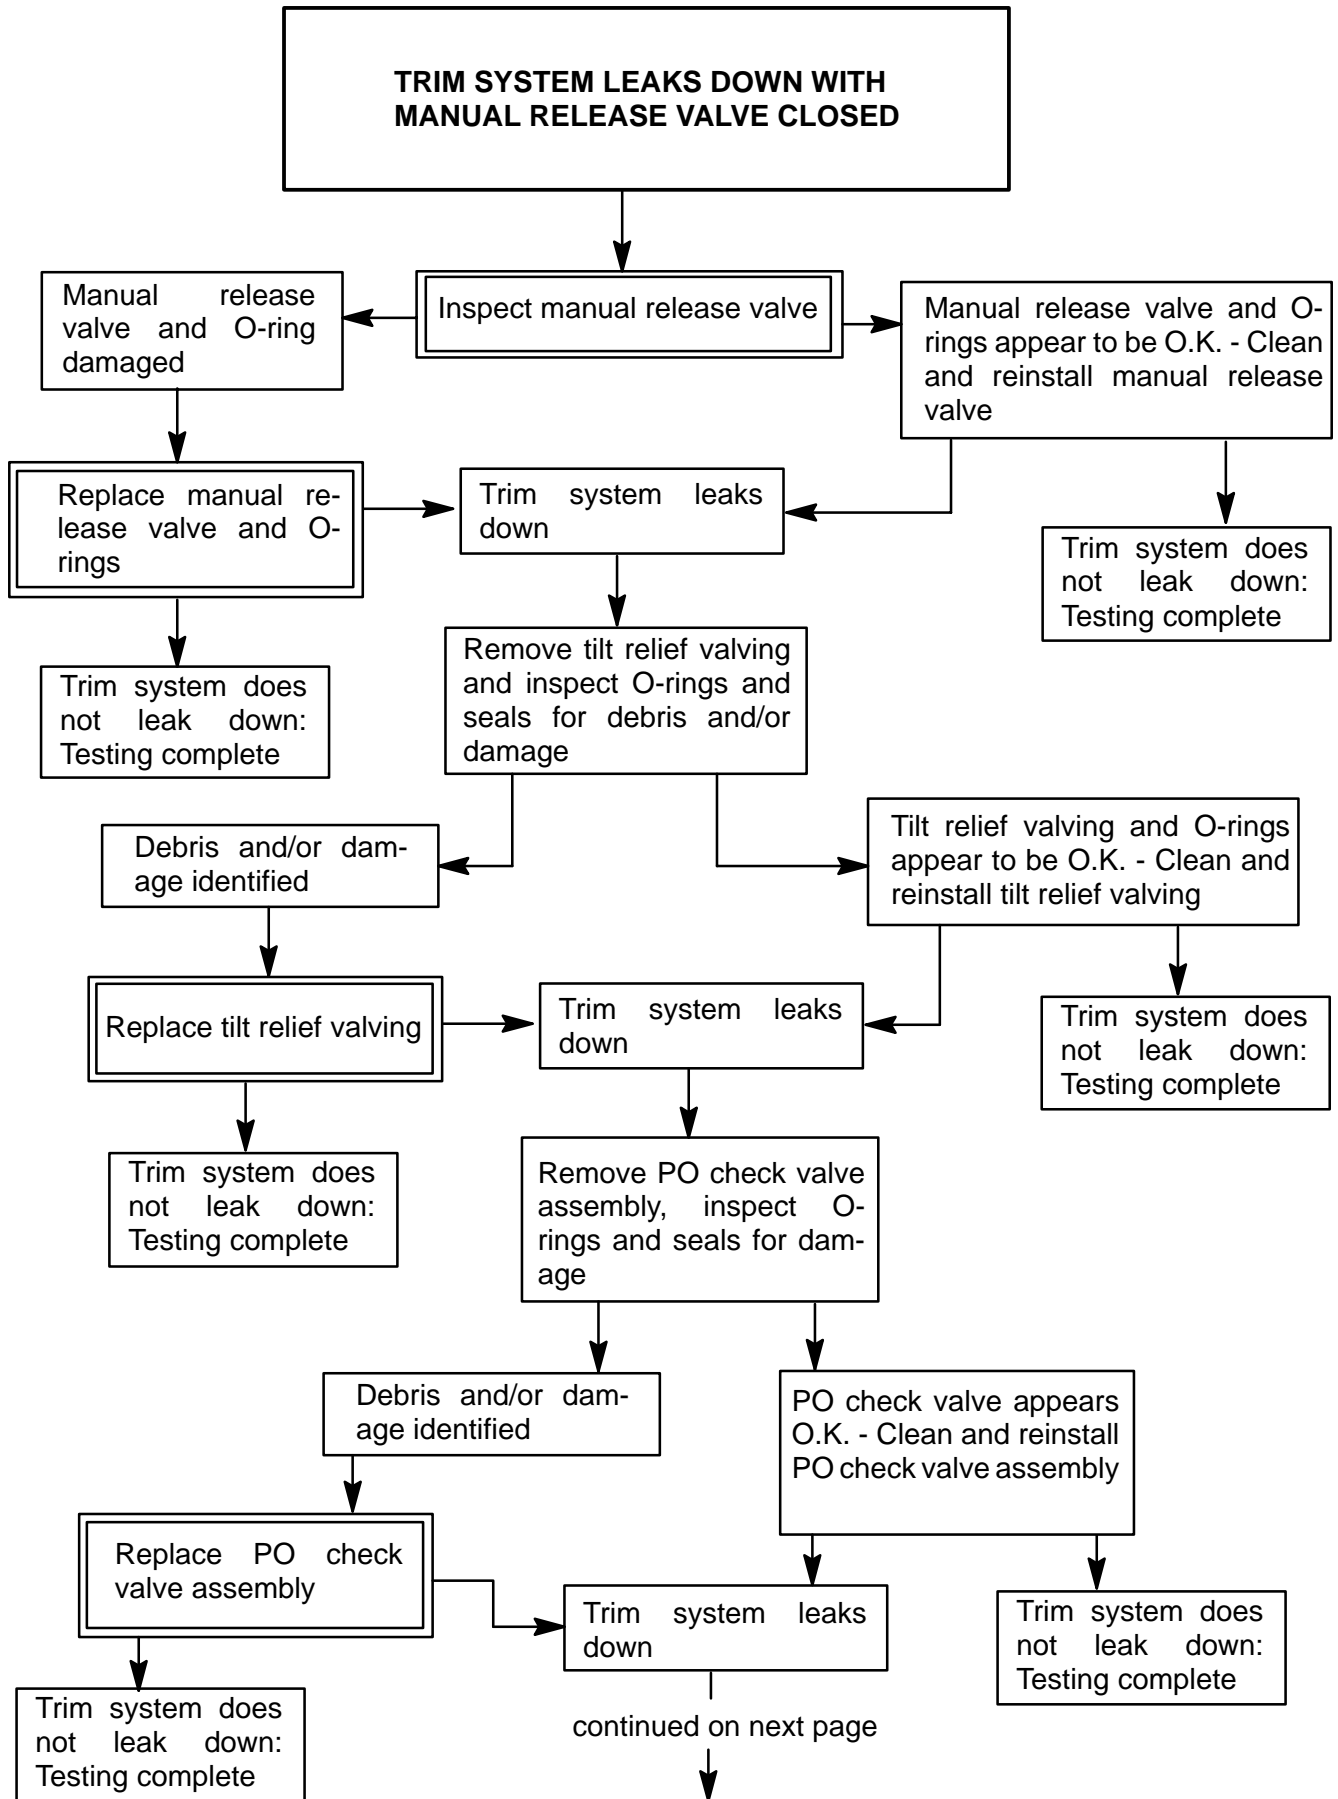 TRIM SYSTEM LEAKS DOWN WITH
MANUAL RELEASE VALVE CLOSED
Inspect manual release valve
Manual release
valve and O-ring
damaged
Manual release valve and O-
rings appear to be O.K. - Clean
and reinstall manual release
valve
Replace manual re-
lease valve and O-
rings
Trim system leaks
down
Trim system does
not leak down:
Testing complete
Trim system does
not leak down:
Testing complete
Remove tilt relief valving
and inspect O-rings and
seals for debris and/or
damage
Debris and/or dam-
age identified
Tilt relief valving and O-rings
appear to be O.K. - Clean and
reinstall tilt relief valving
Replace tilt relief valving
Trim system leaks
down
Trim system does
not leak down:
Testing complete
Trim system does
not leak down:
Testing complete
Remove PO check valve
assembly, inspect O-
rings and seals for dam-
age
Debris and/or dam-
age identified
PO check valve appears
O.K. - Clean and reinstall
PO check valve assembly
Replace PO check
valve assembly
Trim system leaks
down
Trim system does
not leak down:
Testing complete
Trim system does
not leak down:
Testing complete
continued on next page